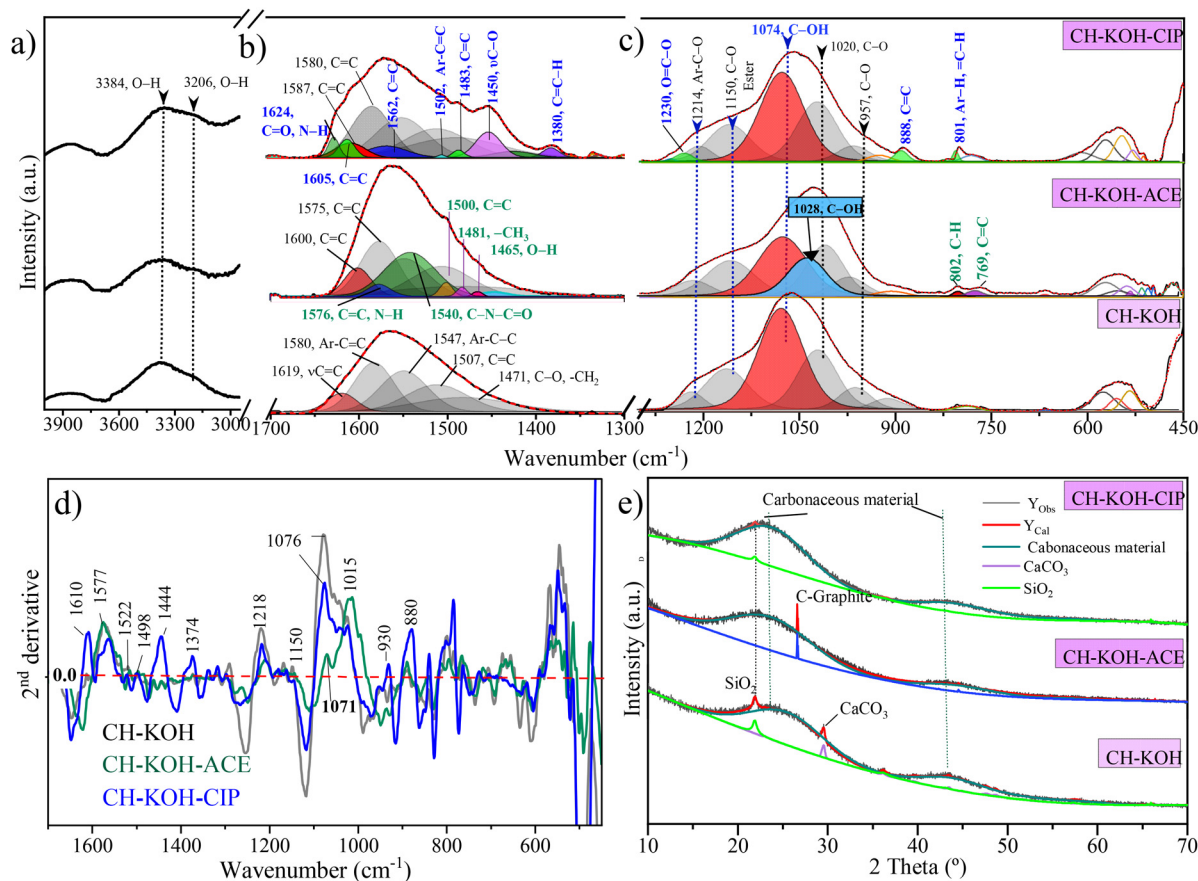 a)
3384, O–H
3206, O–H
b)
1580, C=C
1587, C=C
1624,
C=O, N–H
1562, C–C
1502, Ar-C=C
1483, C=C
1450, νC–O
1380, C=C–H
1605, C=C
1575, C=C
1600, C=C
1500, C=C
1481, –CH3
1465, O–H
1576, C=C, N–H
1540, C–N–C=O
1580, Ar-C=C
1547, Ar-C–C
1507, C=C
1619, νC=C
1471, C–O, -CH2
c)
CH-KOH-CIP
1230, O=C–O
1214, Ar-C–O
1150, C–O
Ester
1074, C–OH
1020, C–O
957, C–O
888, C=C
801, Ar–H, =C–H
CH-KOH-ACE
1028, C–OH
802, C-H
769, C=C
CH-KOH
Intensity (a.u.)
3900 3600 3300 3000
1700 1600 1500 1400 1300
1200 1050 900 750 600 450
Wavenumber (cm-1)
d)
1610
1577
1522
1498
1444
1374
1218
1150
1076
1071
1015
930
880
0.0
2nd derivative
CH-KOH
CH-KOH-ACE
CH-KOH-CIP
1600 1400 1200 1000 800 600
Wavenumber (cm-1)
e)
Carbonaceous material
CH-KOH-CIP
YObs
YCal
Cabonaceous material
CaCO3
SiO2
C-Graphite
CH-KOH-ACE
SiO2
CaCO3
CH-KOH
Intensity (a.u.)
10 20 30 40 50 60 70
2 Theta (º)